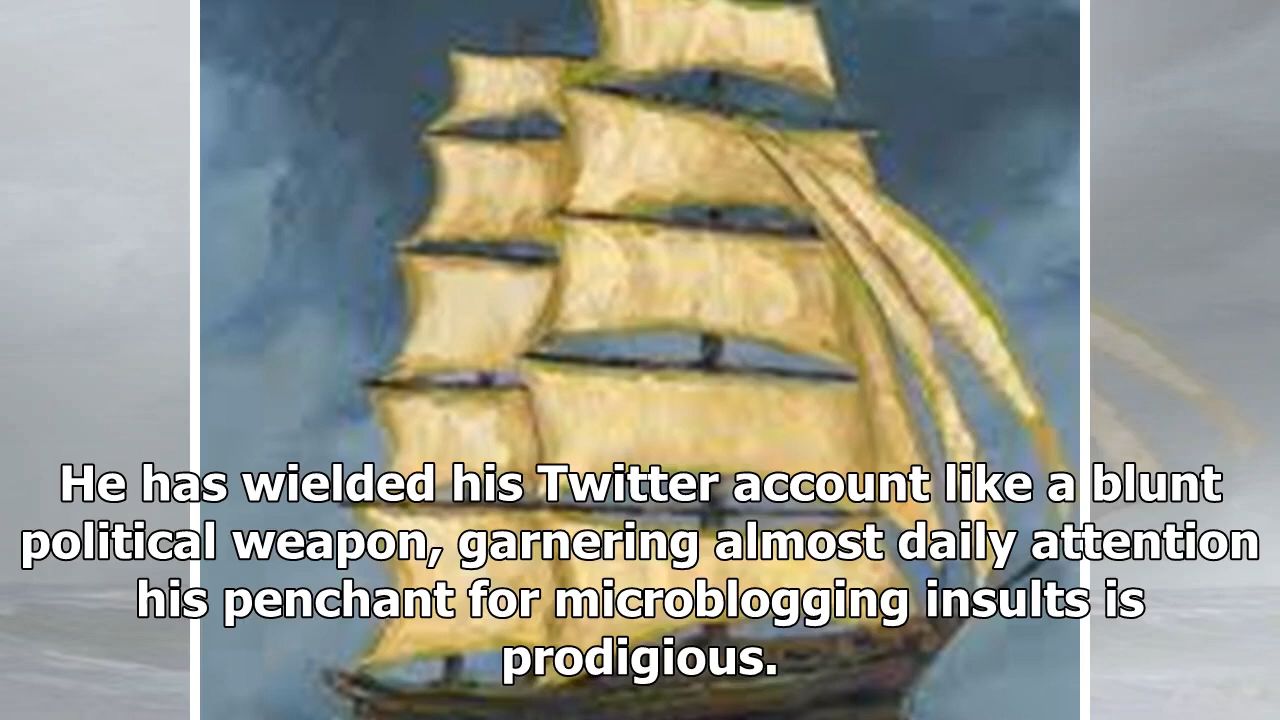 He has wielded his Twitter account like a blunt
political weapon, garnering almost daily attention
his penchant for microblogging insults is
prodigious.